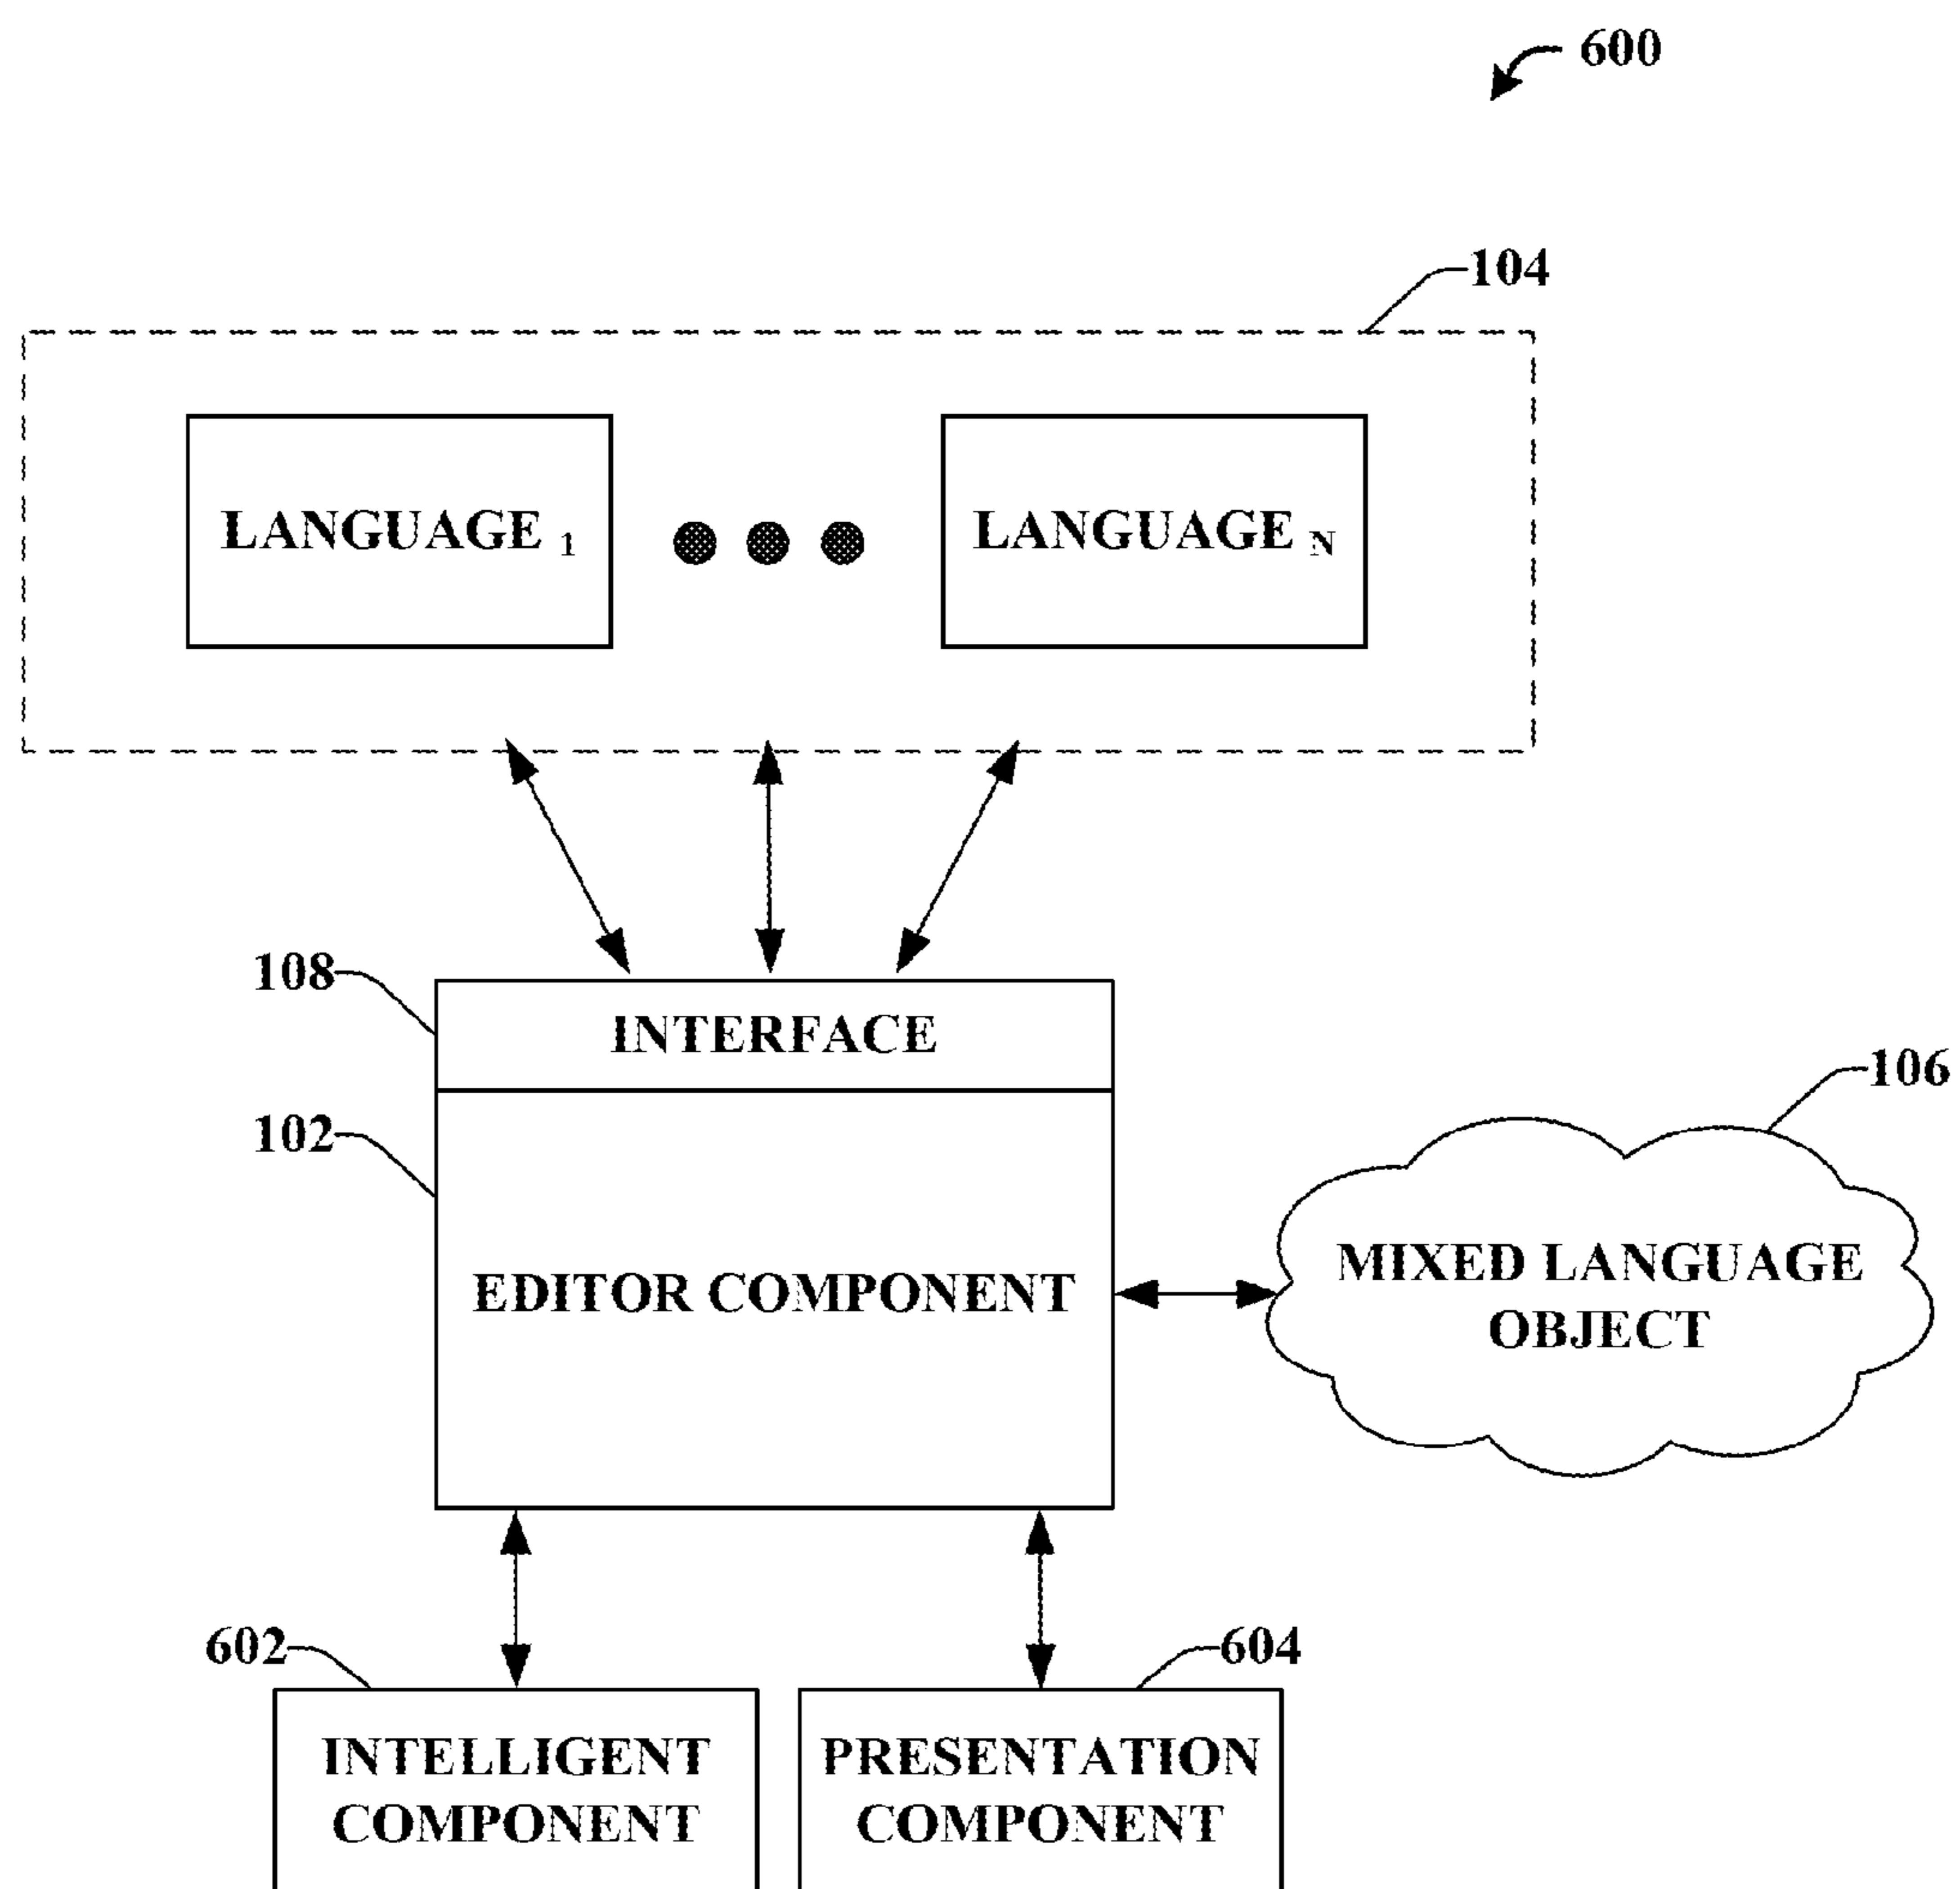 600
104
LANGUAGE 1
LANGUAGE N
108
INTERFACE
106
102
MIXED LANGUAGE
OBJECT
EDITOR COMPONENT
602
604
INTELLIGENT
COMPONENT
PRESENTATION
COMPONENT